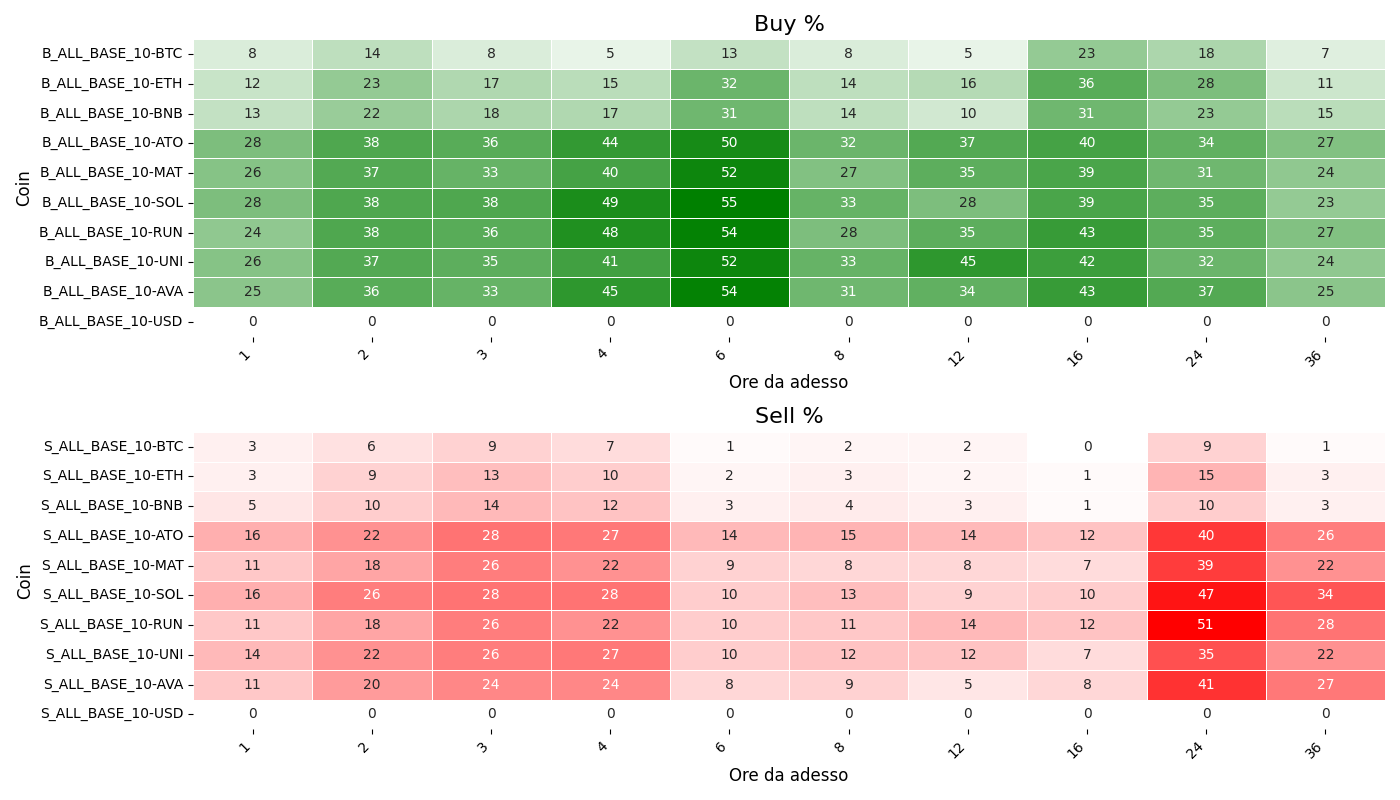 Buy %
Coin
B_ALL_BASE_10-BTC 8 14 8 5 13 8 5 23 18 7
B_ALL_BASE_10-ETH 12 23 17 15 32 14 16 36 28 11
B_ALL_BASE_10-BNB 13 22 18 17 31 14 10 31 23 15
B_ALL_BASE_10-ATO 28 38 36 44 50 32 37 40 34 27
B_ALL_BASE_10-MAT 26 37 33 40 52 27 35 39 31 24
B_ALL_BASE_10-SOL 28 38 38 49 55 33 28 39 35 23
B_ALL_BASE_10-RUN 24 38 36 48 54 28 35 43 35 27
B_ALL_BASE_10-UNI 26 37 35 41 52 33 45 42 32 24
B_ALL_BASE_10-AVA 25 36 33 45 54 31 34 43 37 25
B_ALL_BASE_10-USD 0 0 0 0 0 0 0 0 0 0
1 2 3 4 6 8 12 16 24 36
Ore da adesso
Sell %
Coin
S_ALL_BASE_10-BTC 3 6 9 7 1 2 2 0 9 1
S_ALL_BASE_10-ETH 3 9 13 10 2 3 2 1 15 3
S_ALL_BASE_10-BNB 5 10 14 12 3 4 3 1 10 3
S_ALL_BASE_10-ATO 16 22 28 27 14 15 14 12 40 26
S_ALL_BASE_10-MAT 11 18 26 22 9 8 8 7 39 22
S_ALL_BASE_10-SOL 16 26 28 28 10 13 9 10 47 34
S_ALL_BASE_10-RUN 11 18 26 22 10 11 14 12 51 28
S_ALL_BASE_10-UNI 14 22 26 27 10 12 12 7 35 22
S_ALL_BASE_10-AVA 11 20 24 24 8 9 5 8 41 27
S_ALL_BASE_10-USD 0 0 0 0 0 0 0 0 0 0
1 2 3 4 6 8 12 16 24 36
Ore da adesso